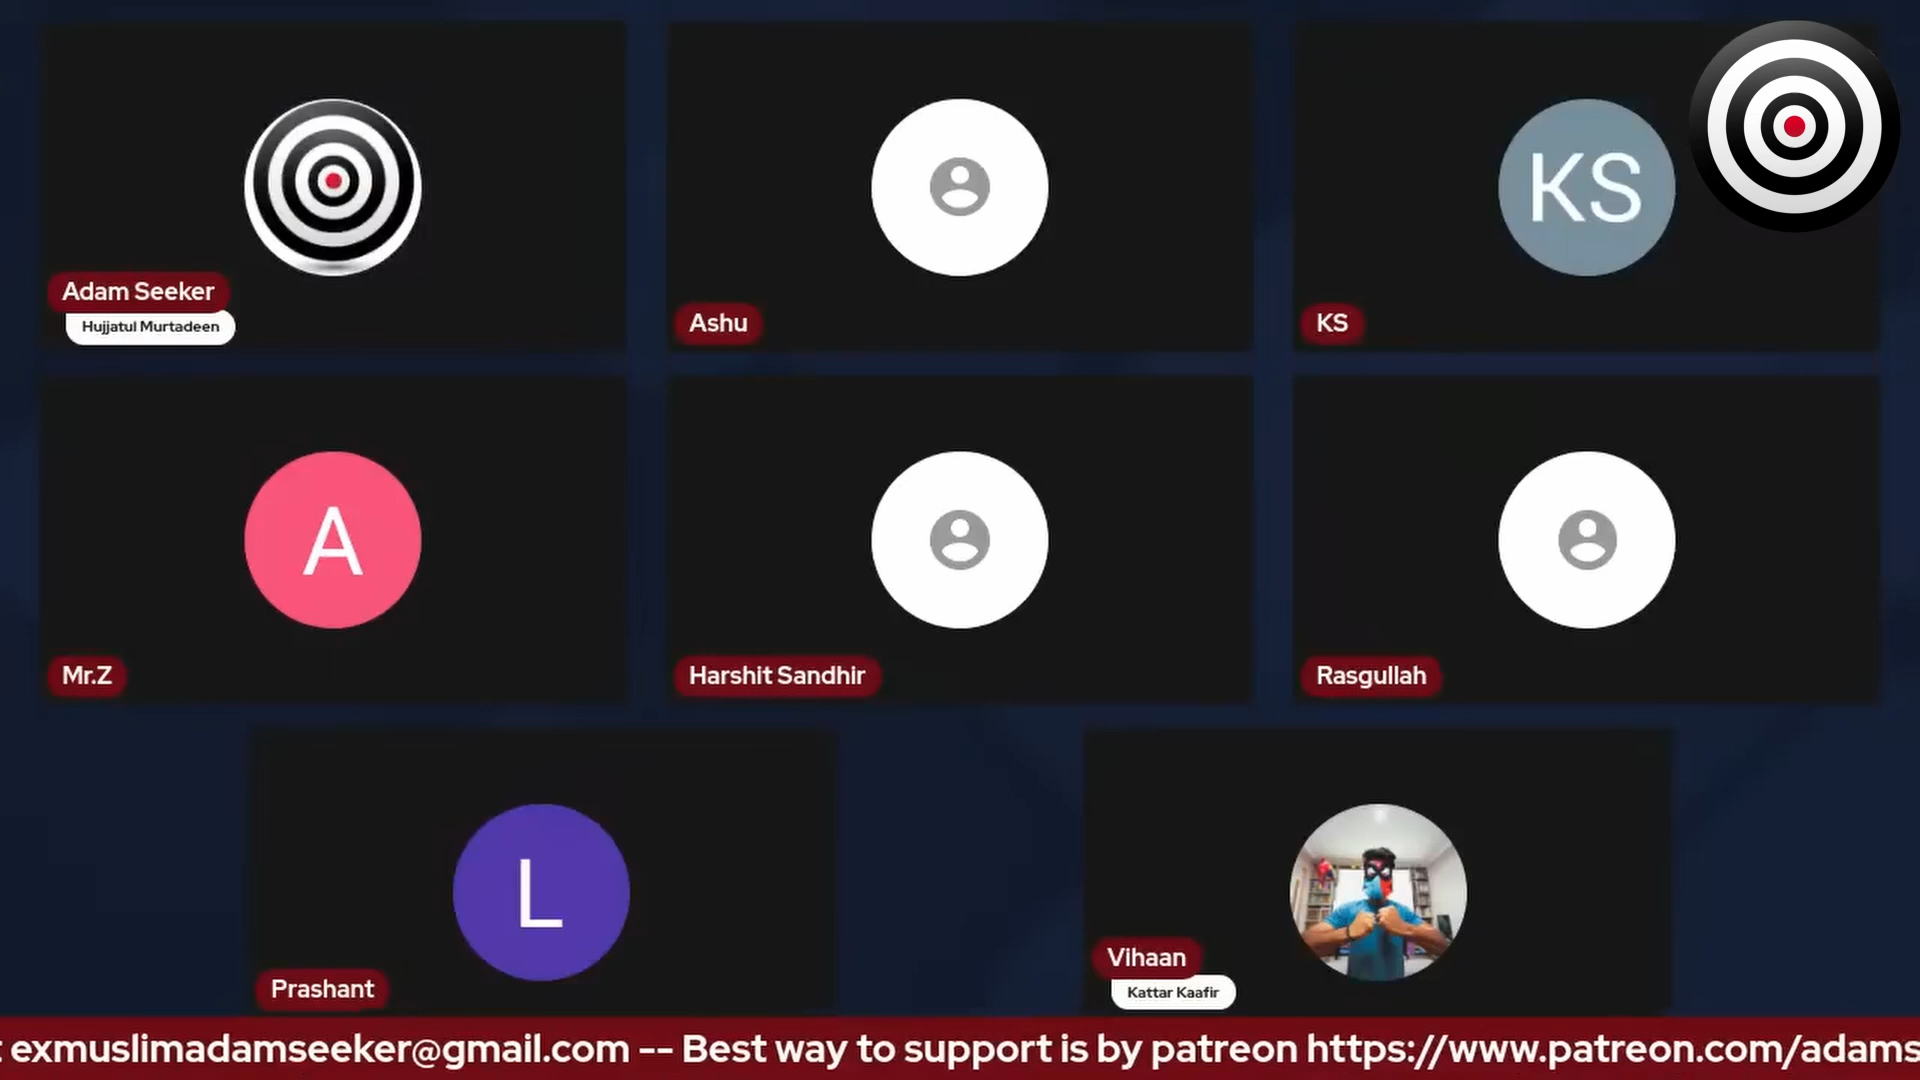 Adam Seeker
Hujjatul Murtadeen
Ashu
KS
KS
A
Mr.Z
Harshit Sandhir
Rasgullah
L
Prashant
Vihaan
Kattar Kaafir
exmuslimadamseeker@gmail.com -- Best way to support is by patreon https://www.patreon.com/adams